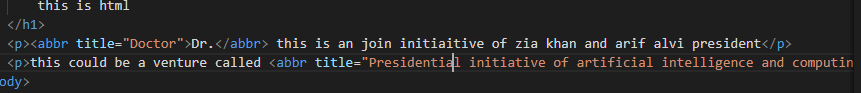 this is html
</h1>
<p><abbr title="Doctor">Dr.</abbr> this is an join initiaitive of zia khan and arif alvi president</p>
<p>this could be a venture called <abbr title="Presidential initiative of artificial intelligence and computin
ody>